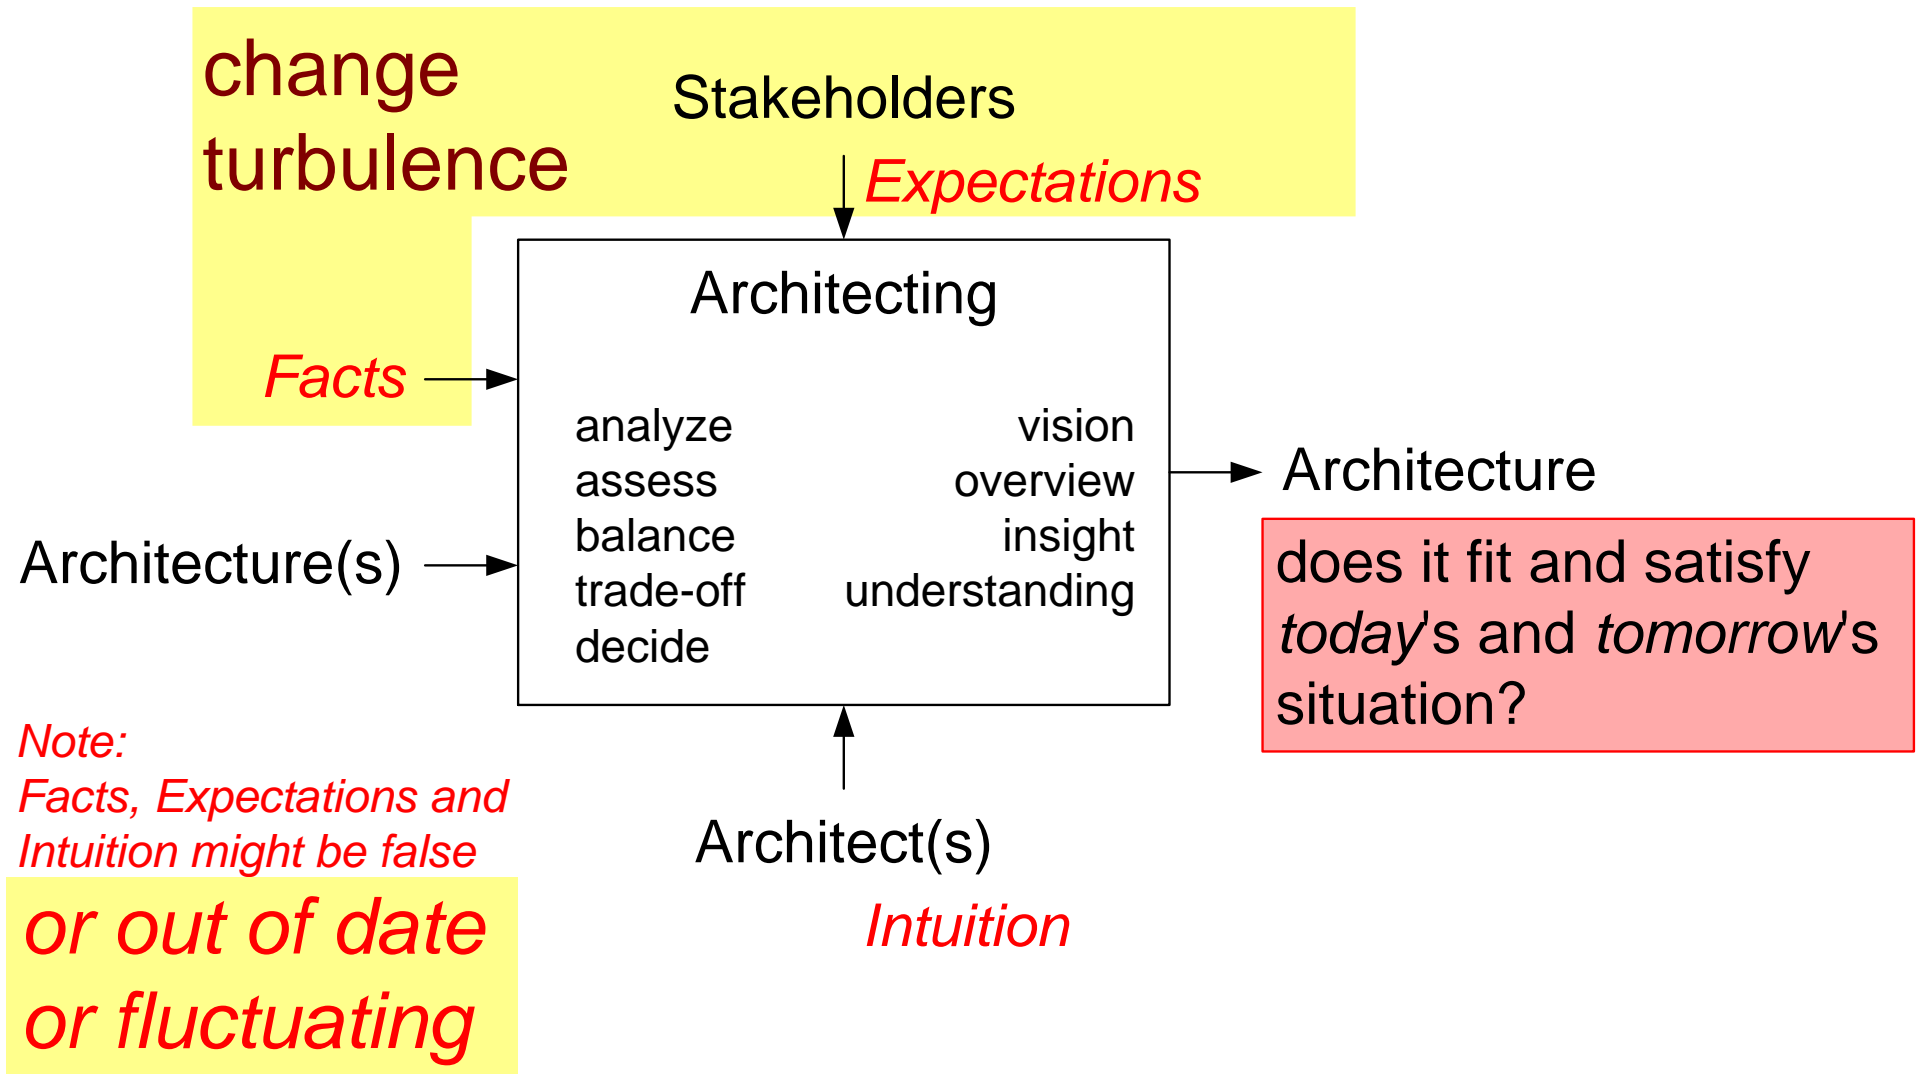 change
turbulence
Stakeholders
Expectations
Architecting
Facts
analyze
assess
balance
trade-off
decide
vision
overview
insight
understanding
Architecture(s)
Architecture
does it fit and satisfy
today's and tomorrow's
situation?
Architect(s)
Intuition
Note:
Facts, Expectations and
Intuition might be false
or out of date
or fluctuating